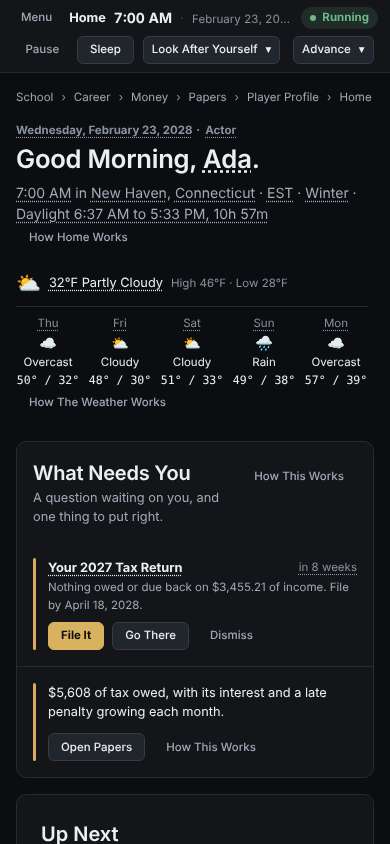 Menu Home 7:00 AM · February 23, 20... Running
Pause Sleep Look After Yourself ▾ Advance ▾
School › Career › Money › Papers › Player Profile › Home
Wednesday, February 23, 2028 · Actor
Good Morning, Ada.
7:00 AM in New Haven, Connecticut · EST · Winter ·
Daylight 6:37 AM to 5:33 PM, 10h 57m
How Home Works
32°F Partly Cloudy High 46°F · Low 28°F
Thu Fri Sat Sun Mon
Overcast Cloudy Cloudy Rain Overcast
50° / 32° 48° / 30° 51° / 33° 49° / 38° 57° / 39°
How The Weather Works
What Needs You How This Works
A question waiting on you, and
one thing to put right.
Your 2027 Tax Return in 8 weeks
Nothing owed or due back on $3,455.21 of income. File
by April 18, 2028.
File It Go There Dismiss
$5,608 of tax owed, with its interest and a late
penalty growing each month.
Open Papers How This Works
Up Next